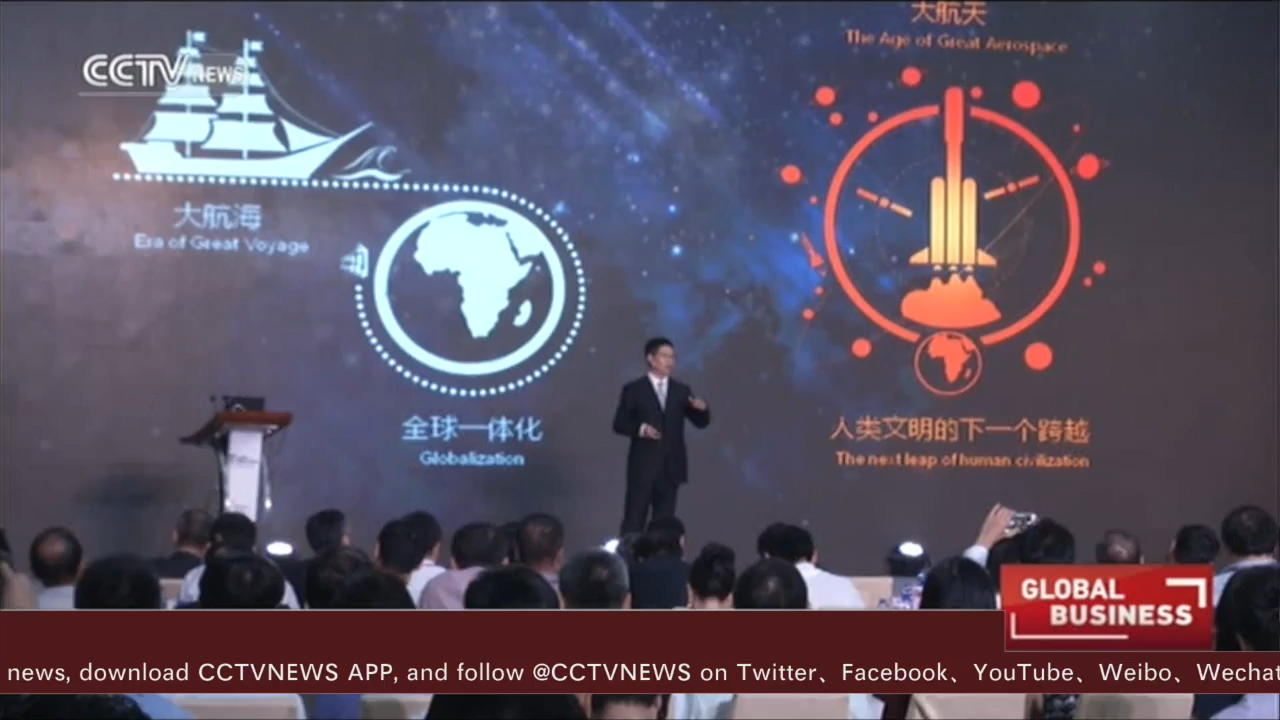 CCTV NEWS
大航天
The Age of Great Aerospace
大航海
Era of Great Voyage
全球一体化
Globalization
人类文明的下一个跨越
The next leap of human civilization
GLOBAL
BUSINESS
news, download CCTVNEWS APP, and follow @CCTVNEWS on Twitter、Facebook、YouTube、Weibo、Wechat